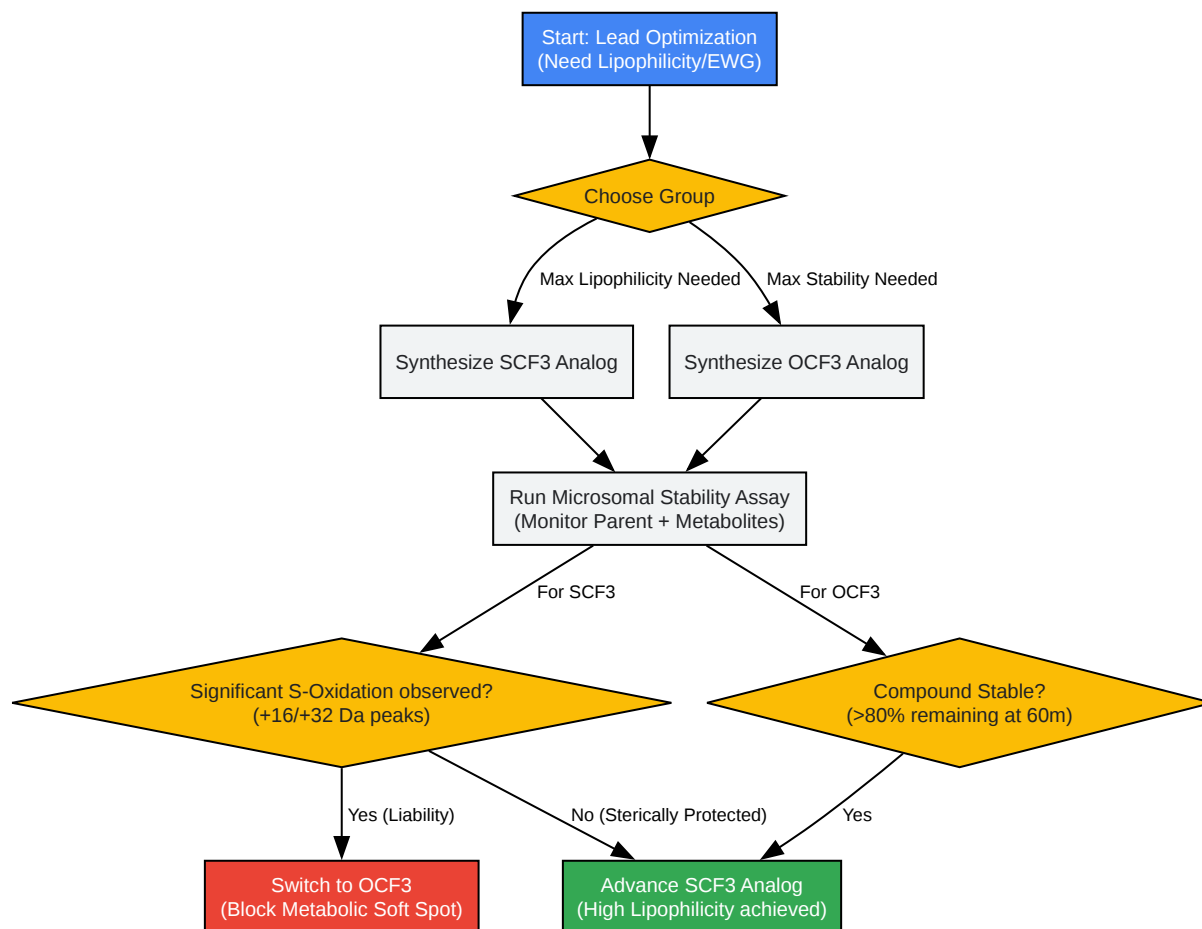 Start: Lead Optimization
(Need Lipophilicity/EWG)
Choose Group
Max Lipophilicity Needed
Max Stability Needed
Synthesize SCF3 Analog
Synthesize OCF3 Analog
Run Microsomal Stability Assay
(Monitor Parent + Metabolites)
For SCF3
For OCF3
Significant S-Oxidation observed?
(+16/+32 Da peaks)
Compound Stable?
(>80% remaining at 60m)
Yes (Liability)
No (Sterically Protected)
Yes
Switch to OCF3
(Block Metabolic Soft Spot)
Advance SCF3 Analog
(High Lipophilicity achieved)